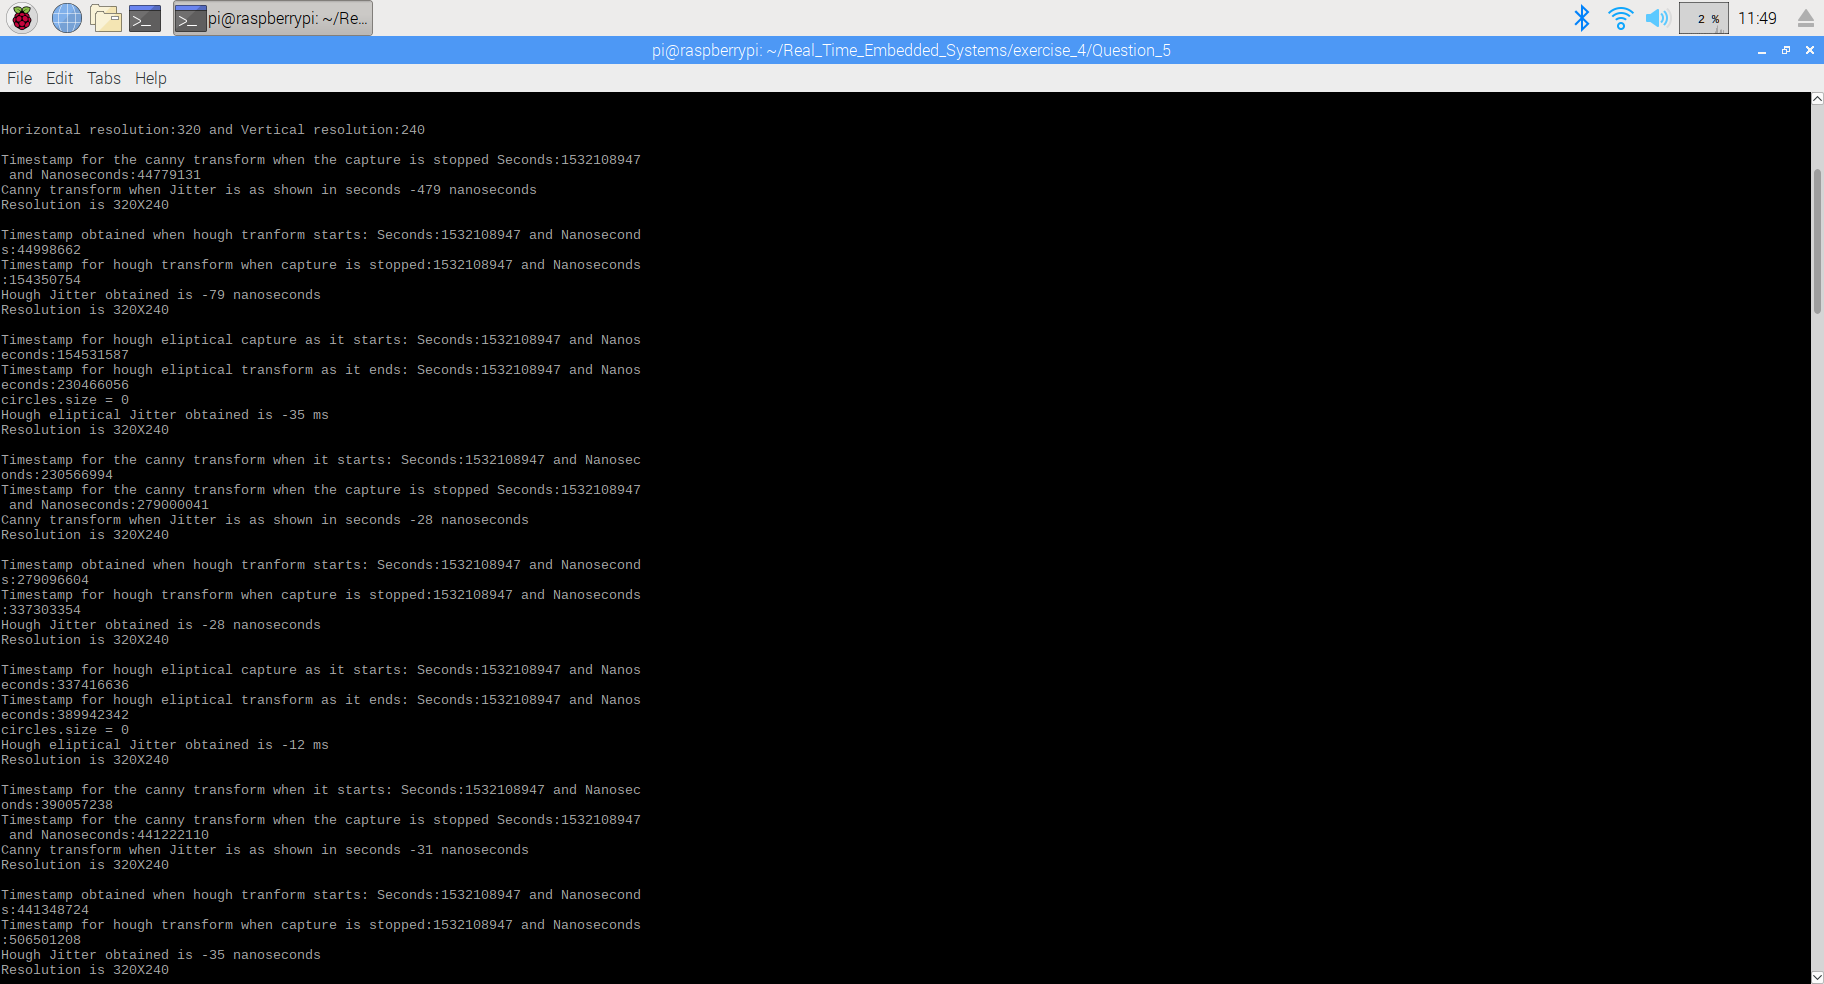 pi@raspberrypi: ~/Re...
2 %
11:49
pi@raspberrypi: ~/Real_Time_Embedded_Systems/exercise_4/Question_5
File Edit Tabs Help
Horizontal resolution:320 and Vertical resolution:240
Timestamp for the canny transform when the capture is stopped Seconds:1532108947
 and Nanoseconds:44779131
Canny transform when Jitter is as shown in seconds -479 nanoseconds
Resolution is 320X240
Timestamp obtained when hough tranform starts: Seconds:1532108947 and Nanosecond
s:44998662
Timestamp for hough transform when capture is stopped:1532108947 and Nanoseconds
:154350754
Hough Jitter obtained is -79 nanoseconds
Resolution is 320X240
Timestamp for hough eliptical capture as it starts: Seconds:1532108947 and Nanos
econds:154531587
Timestamp for hough eliptical transform as it ends: Seconds:1532108947 and Nanos
econds:230466056
circles.size = 0
Hough eliptical Jitter obtained is -35 ms
Resolution is 320X240
Timestamp for the canny transform when it starts: Seconds:1532108947 and Nanosec
onds:230566994
Timestamp for the canny transform when the capture is stopped Seconds:1532108947
 and Nanoseconds:279000041
Canny transform when Jitter is as shown in seconds -28 nanoseconds
Resolution is 320X240
Timestamp obtained when hough tranform starts: Seconds:1532108947 and Nanosecond
s:279096604
Timestamp for hough transform when capture is stopped:1532108947 and Nanoseconds
:337303354
Hough Jitter obtained is -28 nanoseconds
Resolution is 320X240
Timestamp for hough eliptical capture as it starts: Seconds:1532108947 and Nanos
econds:337416636
Timestamp for hough eliptical transform as it ends: Seconds:1532108947 and Nanos
econds:389942342
circles.size = 0
Hough eliptical Jitter obtained is -12 ms
Resolution is 320X240
Timestamp for the canny transform when it starts: Seconds:1532108947 and Nanosec
onds:390057238
Timestamp for the canny transform when the capture is stopped Seconds:1532108947
 and Nanoseconds:441222110
Canny transform when Jitter is as shown in seconds -31 nanoseconds
Resolution is 320X240
Timestamp obtained when hough tranform starts: Seconds:1532108947 and Nanosecond
s:441348724
Timestamp for hough transform when capture is stopped:1532108947 and Nanoseconds
:506501208
Hough Jitter obtained is -35 nanoseconds
Resolution is 320X240